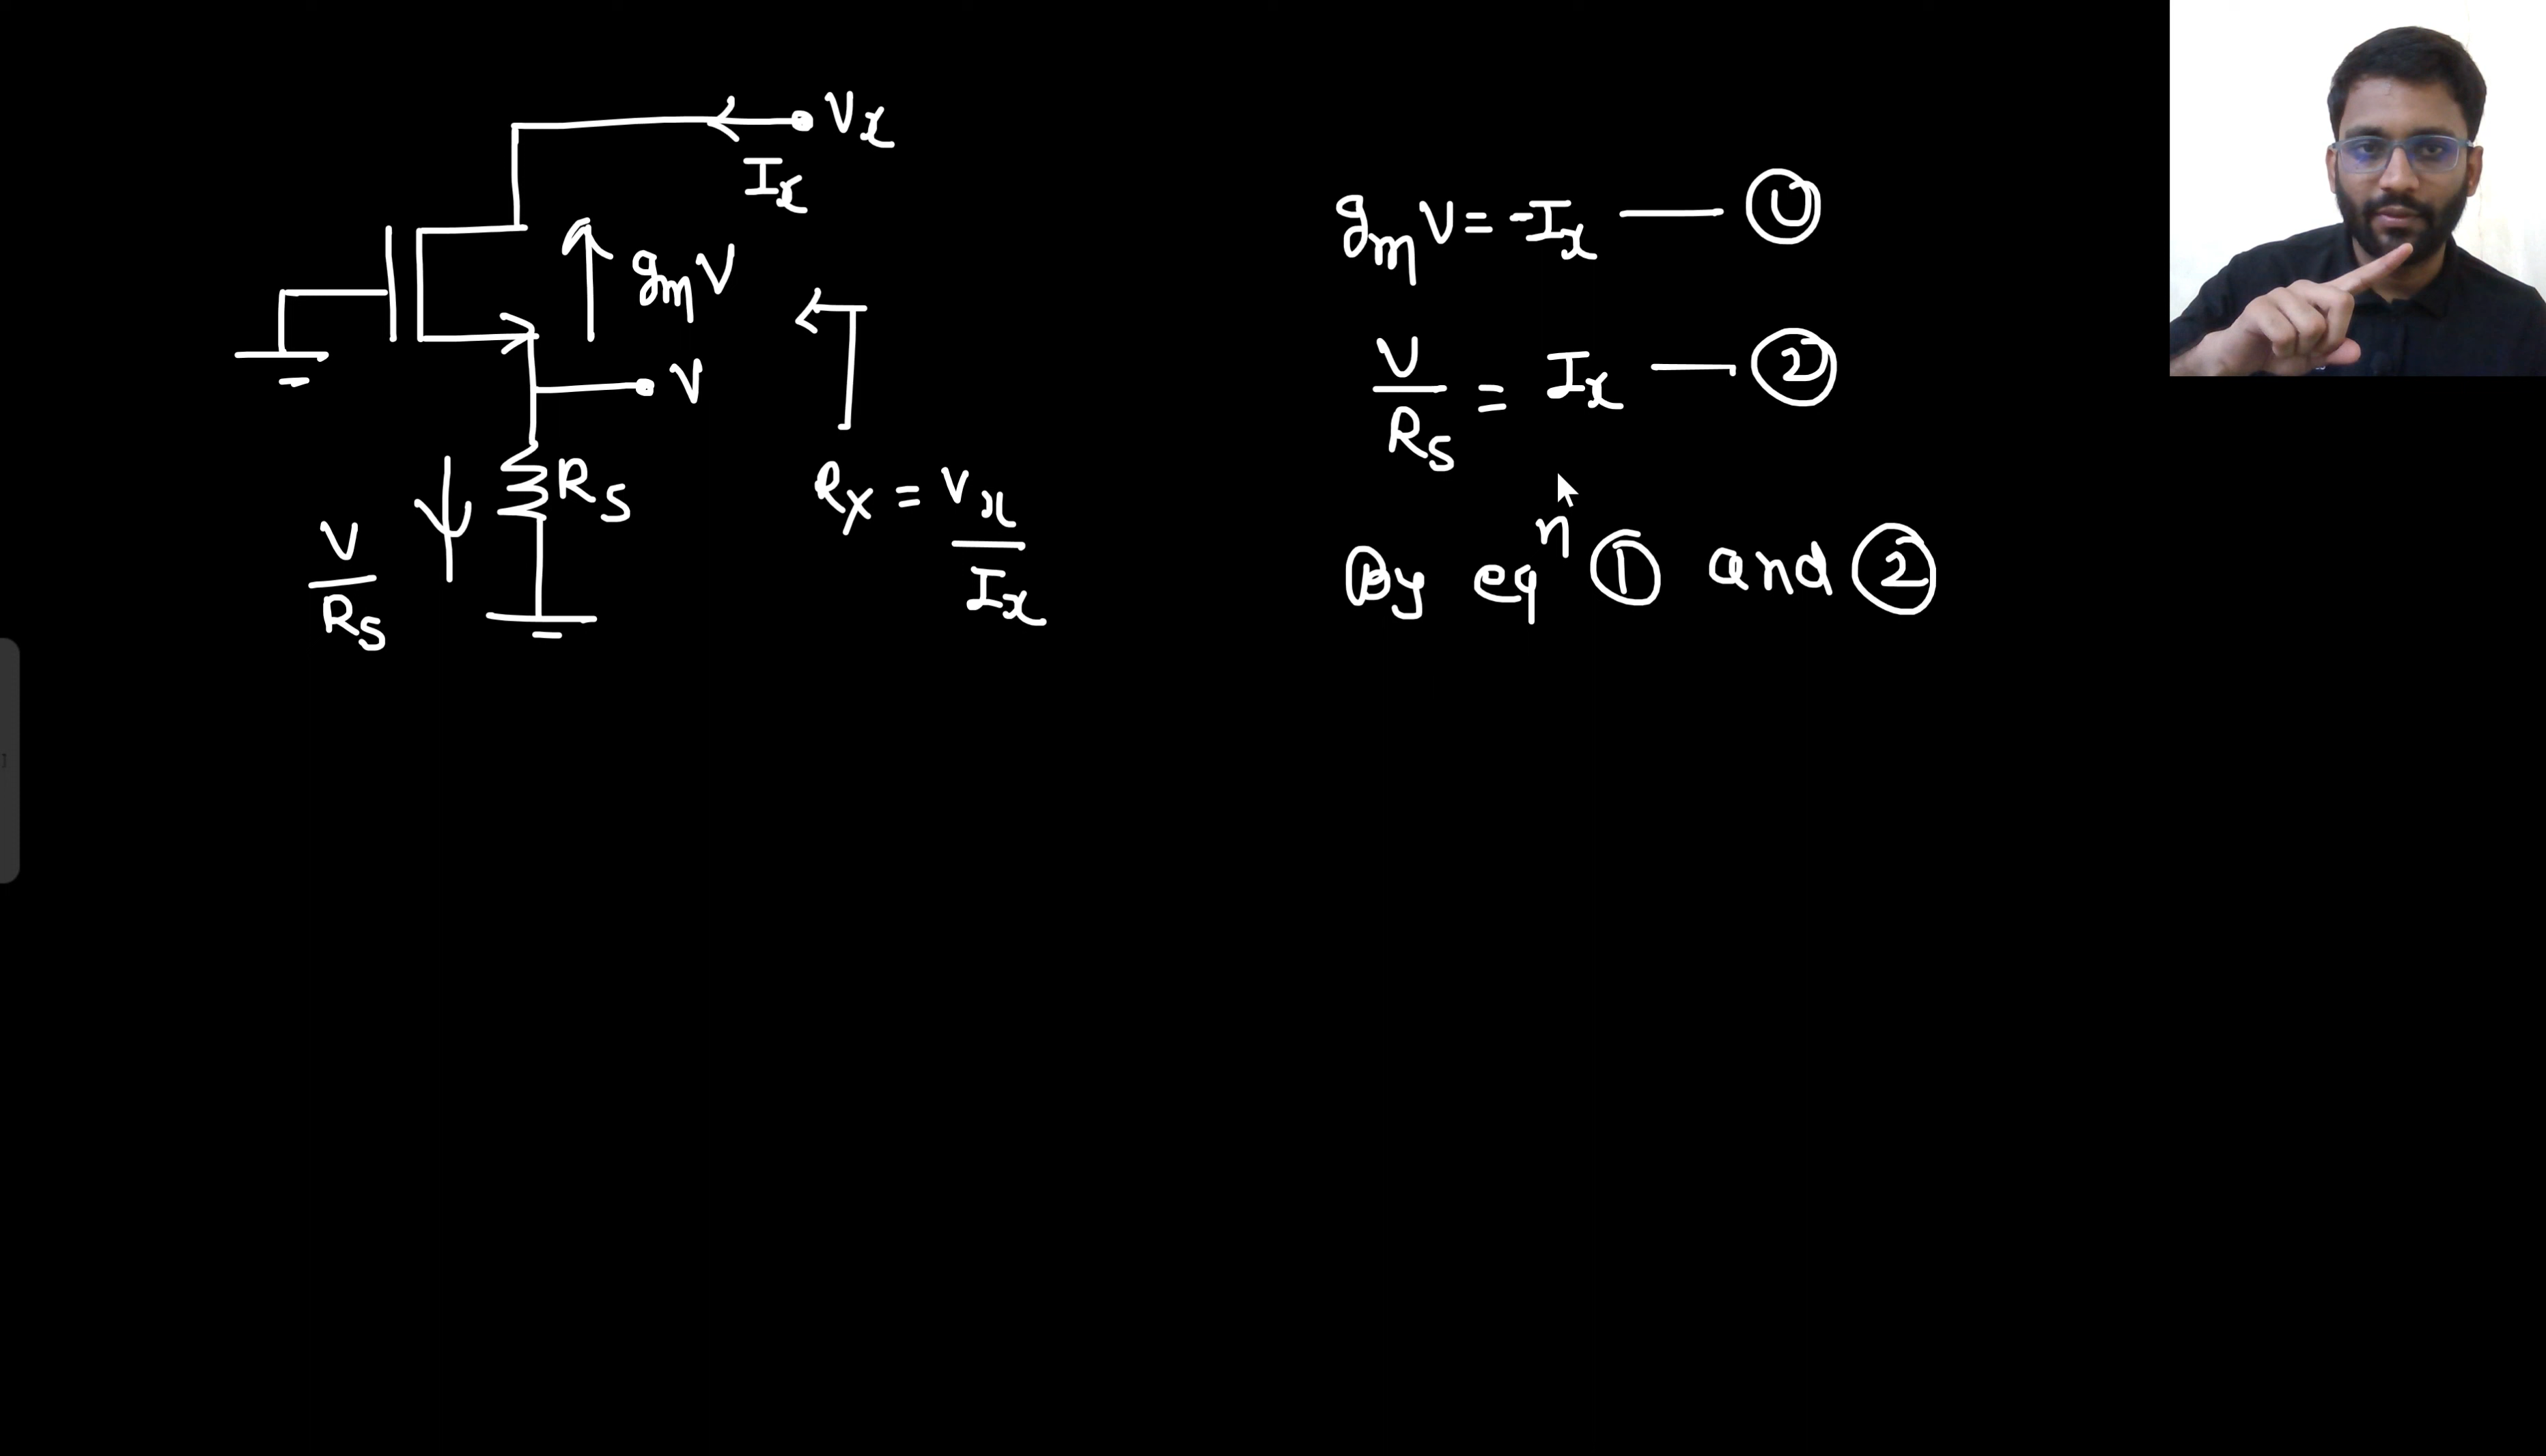 Vx
Ix
gmV
V
RS
V/RS
Rx = Vx/Ix
gmV = -Ix — ①
V/RS = Ix — ②
By eqⁿ ① and ②